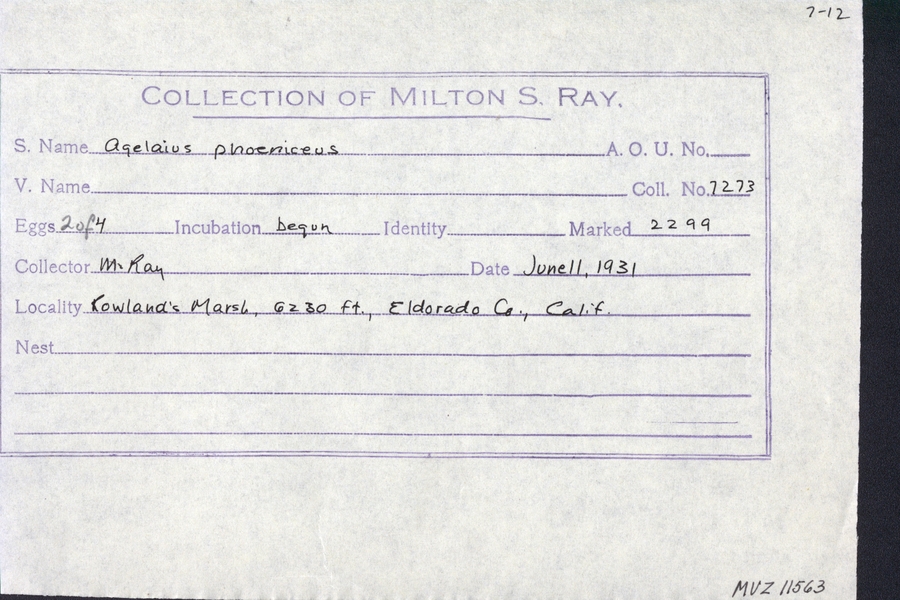 7-12
COLLECTION OF MILTON S. RAY.
S. Name Agelaius phoeniceus A. O. U. No.
V. Name Coll. No. 7273
Eggs 2 of 4 Incubation begun Identity Marked 2299
Collector M. Ray Date June 11, 1931
Locality Rowland's Marsh, 6230 ft., Eldorado Co., Calif.
Nest
MVZ 11563